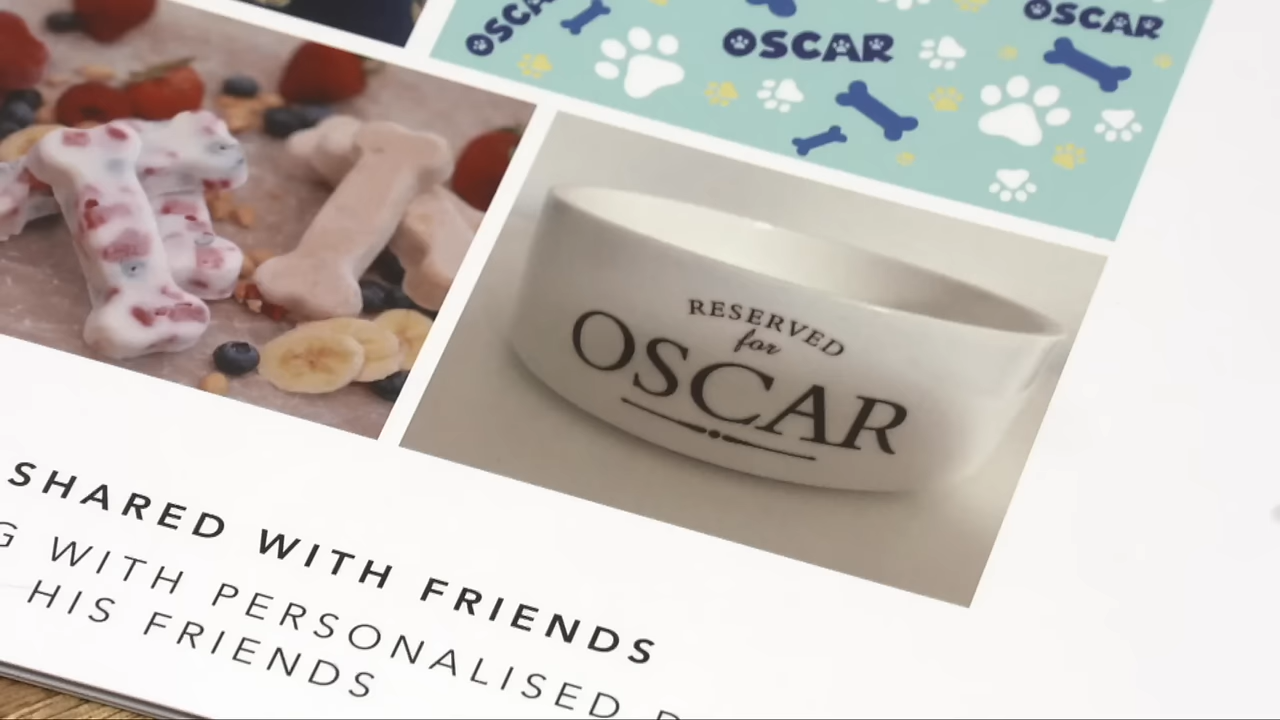 OSCAR
OSCAR
OSCAR
RESERVED
for
OSCAR
SHARED WITH FRIENDS
WITH PERSONALISED
HIS FRIENDS